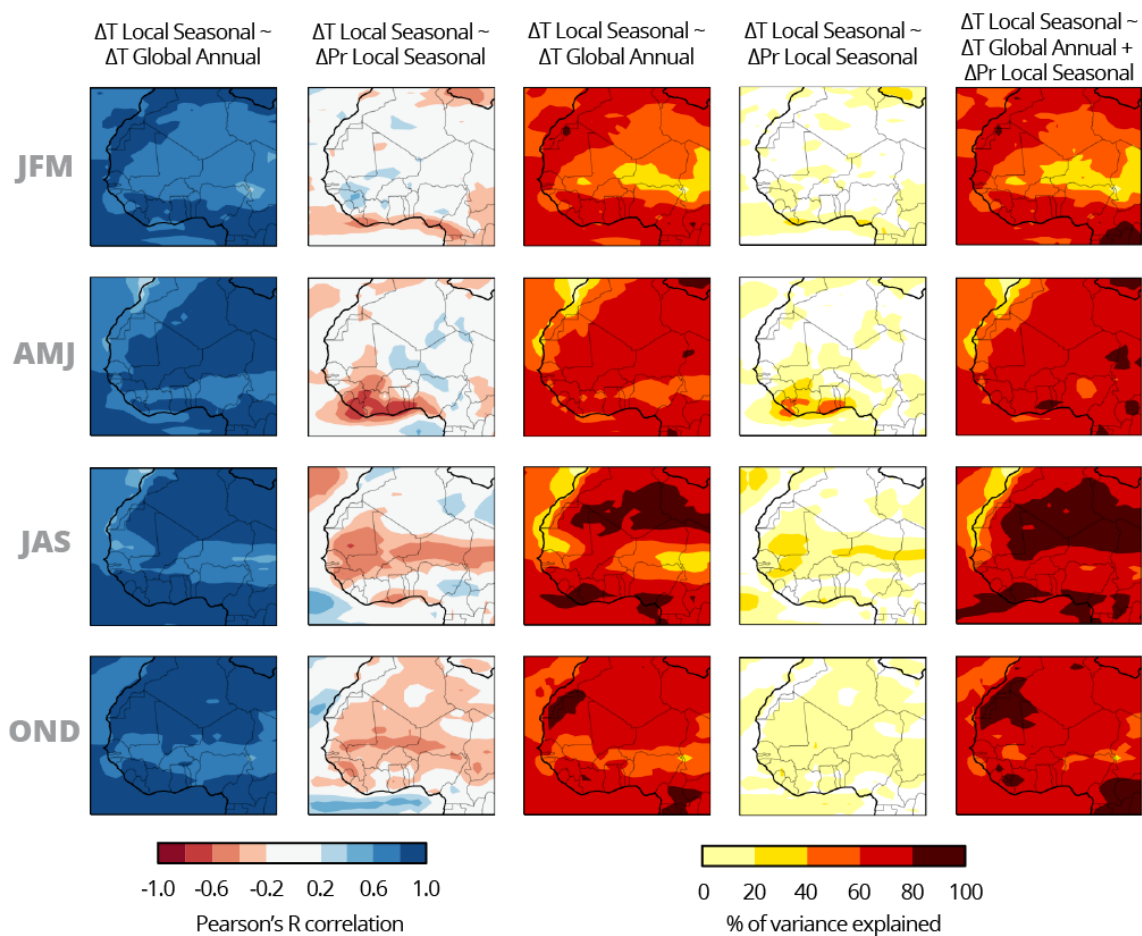 ΔT Local Seasonal ~
ΔT Global Annual
ΔT Local Seasonal ~
ΔPr Local Seasonal
ΔT Local Seasonal ~
ΔT Global Annual
ΔT Local Seasonal ~
ΔPr Local Seasonal
ΔT Local Seasonal ~
ΔT Global Annual +
ΔPr Local Seasonal
JFM
AMJ
JAS
OND
-1.0 -0.6 -0.2 0.2 0.6 1.0
Pearson's R correlation
0 20 40 60 80 100
% of variance explained